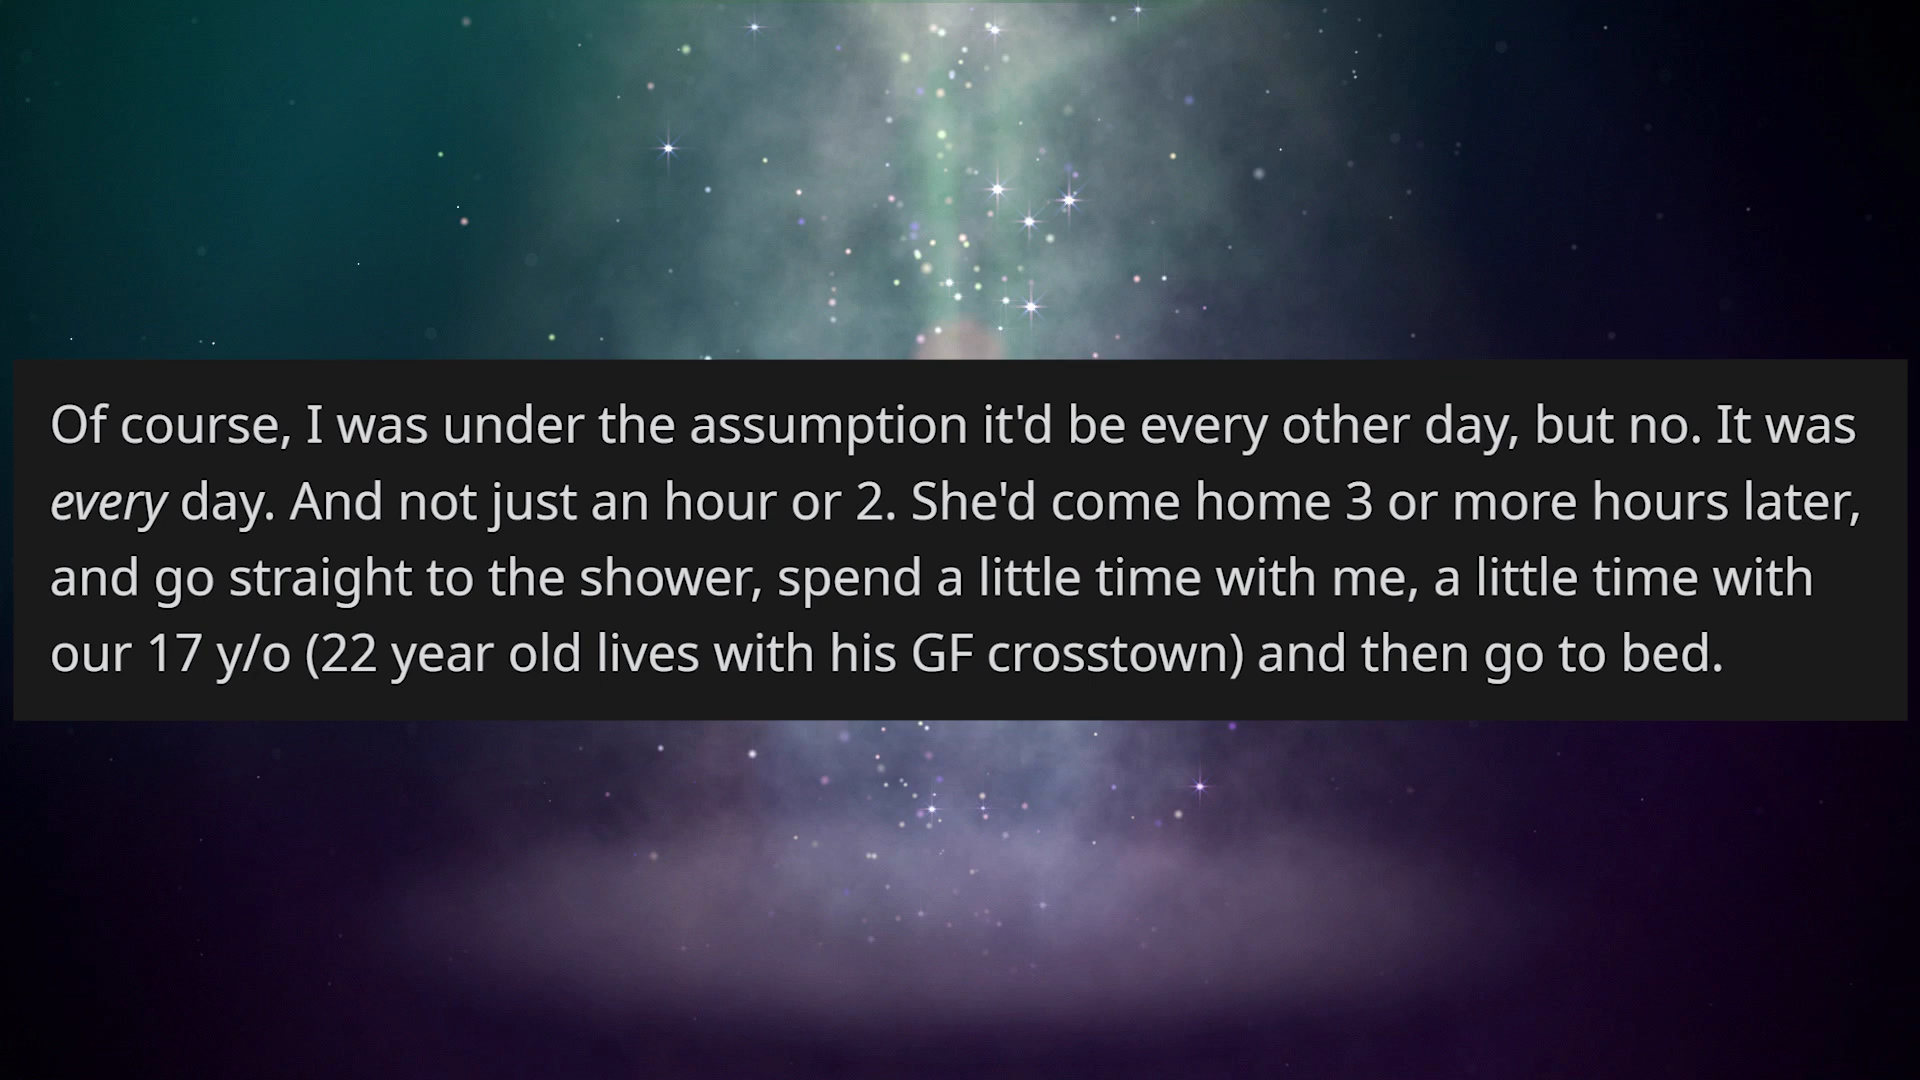 Of course, I was under the assumption it'd be every other day, but no. It was
every day. And not just an hour or 2. She'd come home 3 or more hours later,
and go straight to the shower, spend a little time with me, a little time with
our 17 y/o (22 year old lives with his GF crosstown) and then go to bed.